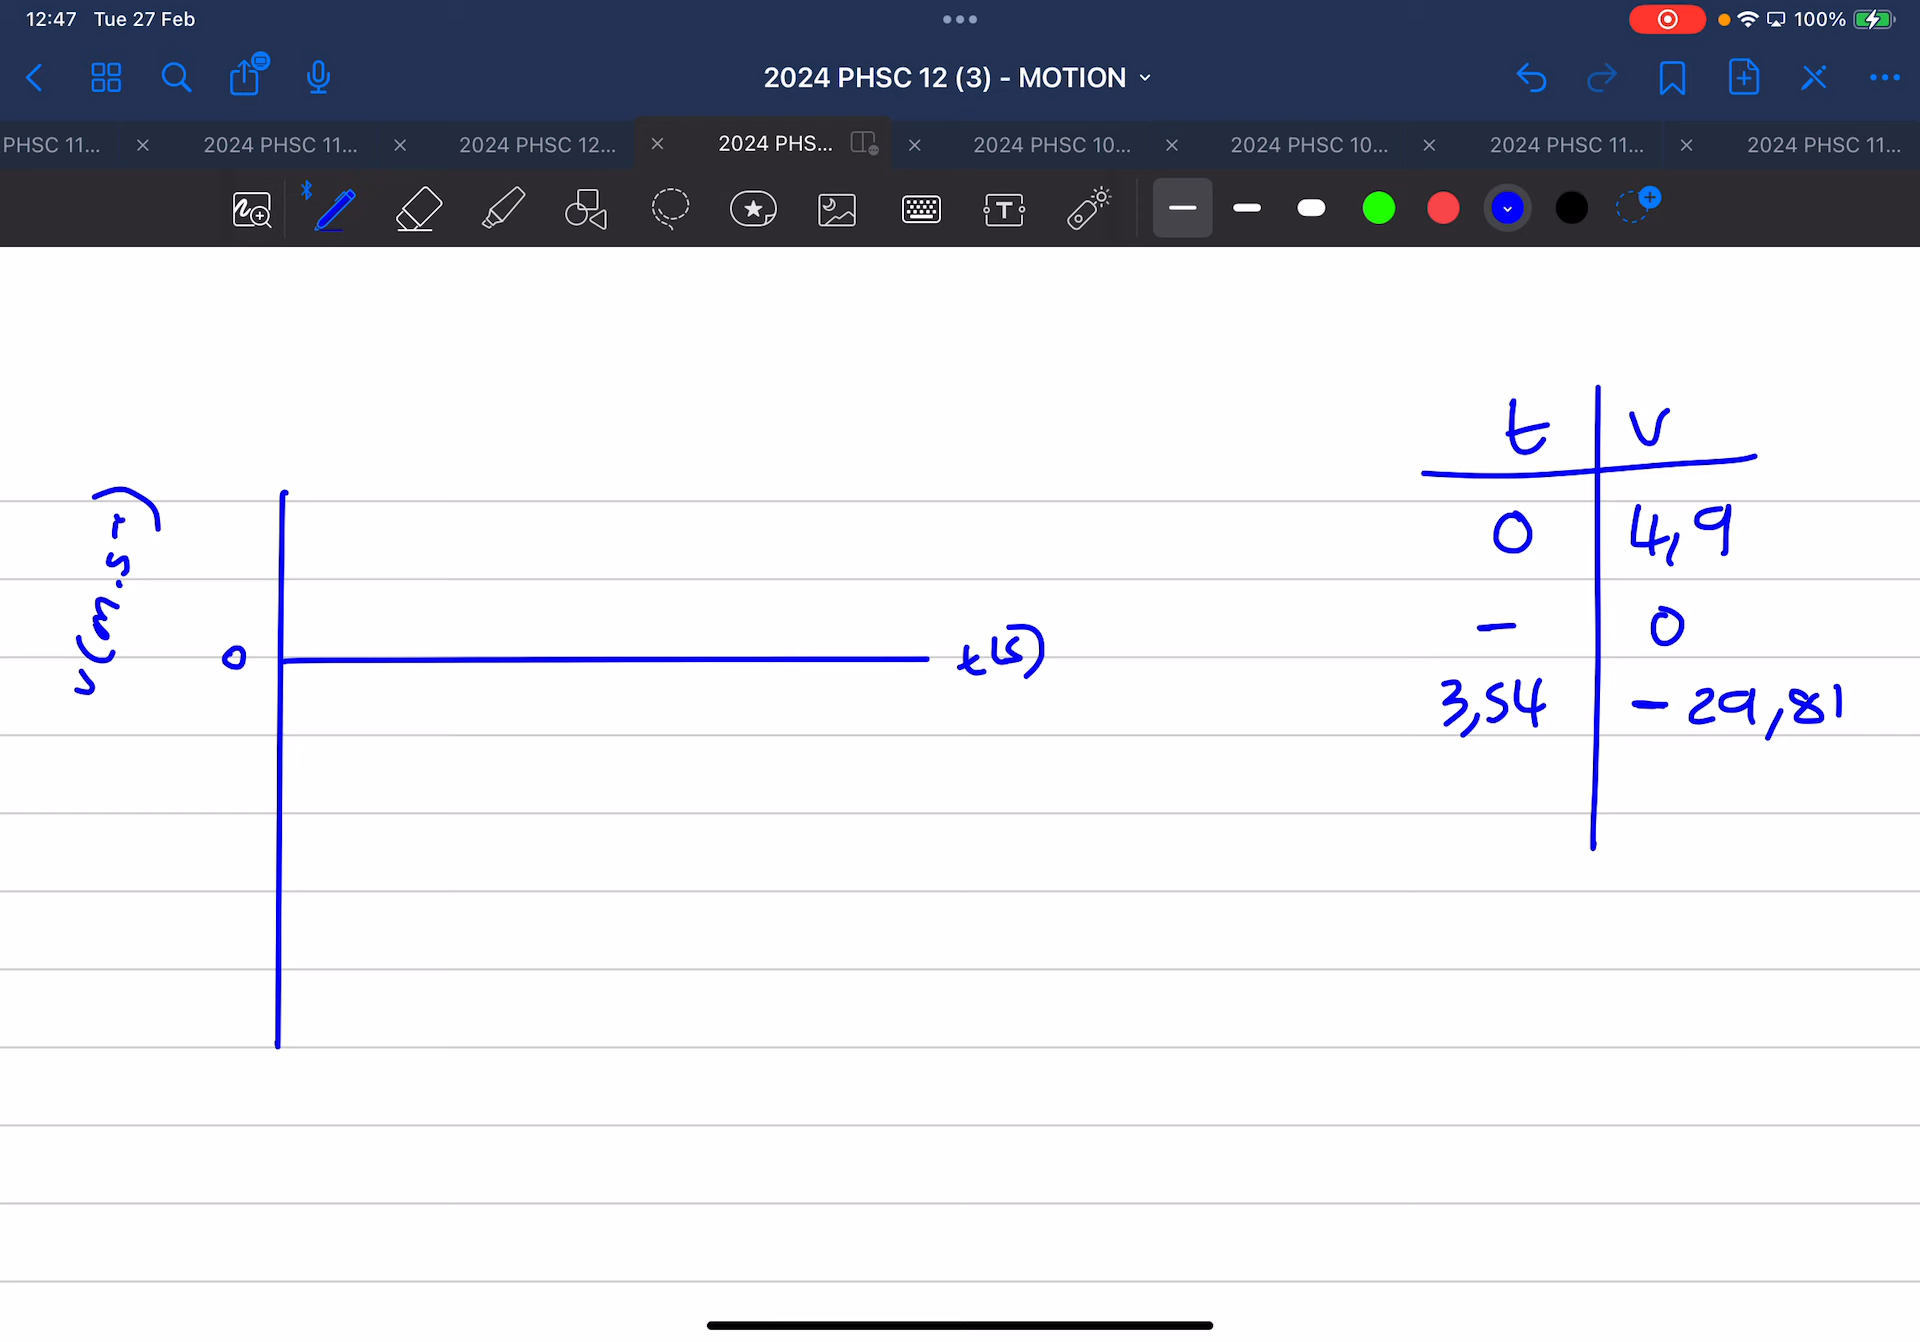 12:47 Tue 27 Feb
100%
2024 PHSC 12 (3) - MOTION
PHSC 11...
2024 PHSC 11...
2024 PHSC 12...
2024 PHS...
2024 PHSC 10...
2024 PHSC 10...
2024 PHSC 11...
2024 PHSC 11...
T
t v
0 4,9
- 0
3,54 - 29,81
v (m.s⁻¹)
0
t(s)